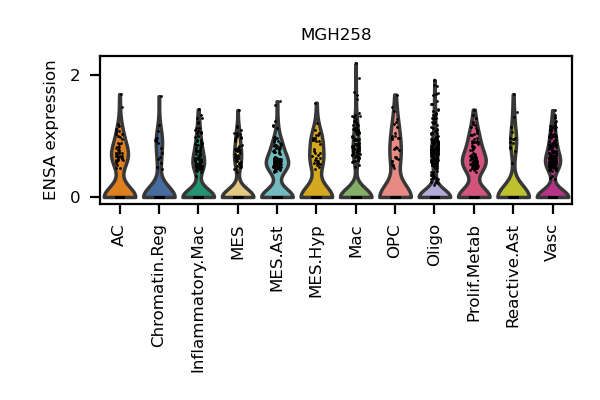 MGH258
ENSA expression
2
0
AC
Chromatin.Reg
Inflammatory.Mac
MES
MES.Ast
MES.Hyp
Mac
OPC
Oligo
Prolif.Metab
Reactive.Ast
Vasc